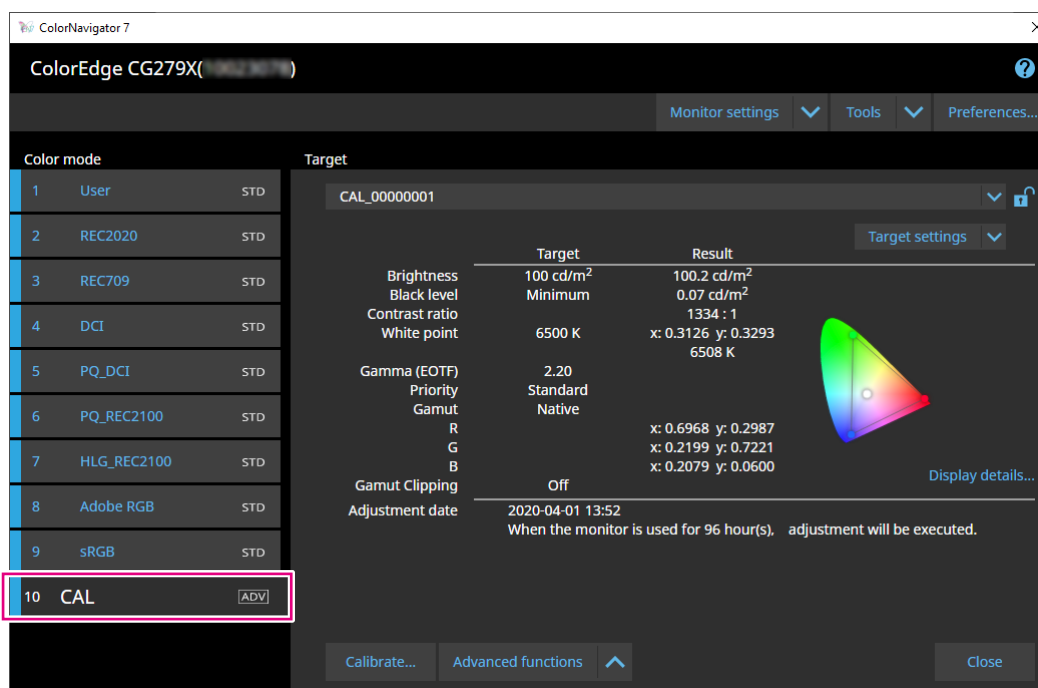 ColorNavigator 7
ColorEdge CG279X( )
Monitor settings Tools Preferences...
Color mode
Target
1 User STD
2 REC2020 STD
3 REC709 STD
4 DCI STD
5 PQ_DCI STD
6 PQ_REC2100 STD
7 HLG_REC2100 STD
8 Adobe RGB STD
9 sRGB STD
10 CAL ADV
CAL_00000001
Target settings
Target Result
Brightness 100 cd/m² 100.2 cd/m²
Black level Minimum 0.07 cd/m²
Contrast ratio 1334 : 1
White point 6500 K x: 0.3126 y: 0.3293
6508 K
Gamma (EOTF) 2.20
Priority Standard
Gamut Native
R x: 0.6968 y: 0.2987
G x: 0.2199 y: 0.7221
B x: 0.2079 y: 0.0600
Display details...
Gamut Clipping Off
Adjustment date 2020-04-01 13:52
When the monitor is used for 96 hour(s), adjustment will be executed.
Calibrate... Advanced functions Close